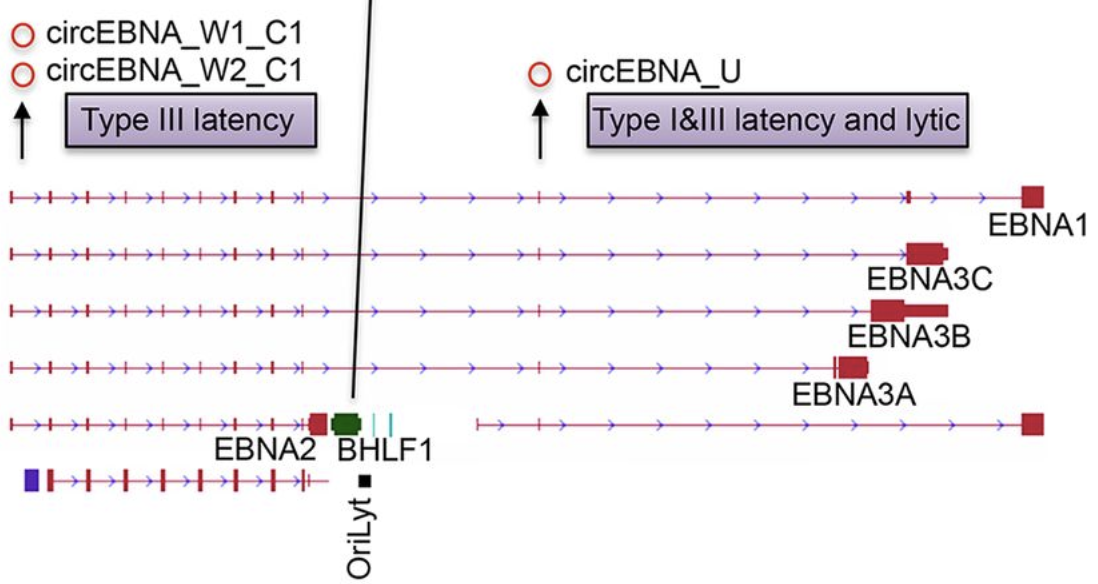 circEBNA_W1_C1
circEBNA_W2_C1
circEBNA_U
Type III latency
Type I&III latency and lytic
EBNA1
EBNA3C
EBNA3B
EBNA3A
EBNA2
BHLF1
OriLyt